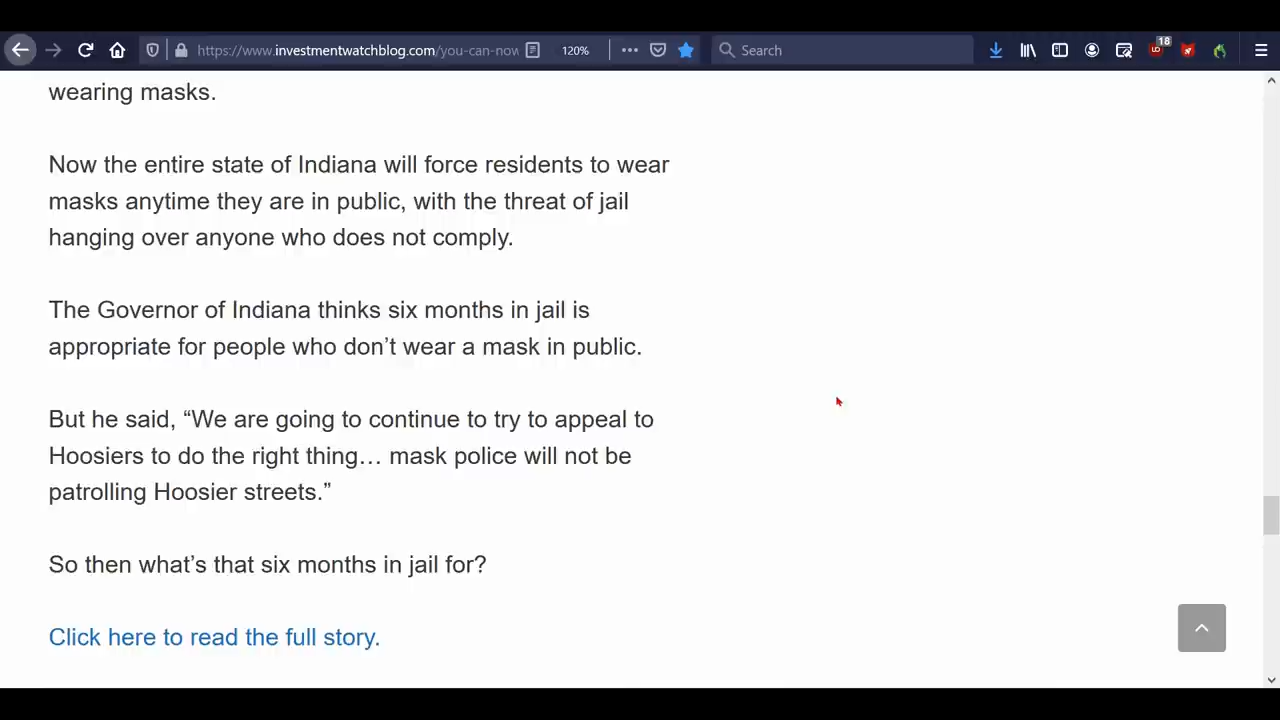 https://www.investmentwatchblog.com/you-can-now
120%
Search
18
wearing masks.
Now the entire state of Indiana will force residents to wear
masks anytime they are in public, with the threat of jail
hanging over anyone who does not comply.
The Governor of Indiana thinks six months in jail is
appropriate for people who don’t wear a mask in public.
But he said, “We are going to continue to try to appeal to
Hoosiers to do the right thing… mask police will not be
patrolling Hoosier streets.”
So then what’s that six months in jail for?
Click here to read the full story.